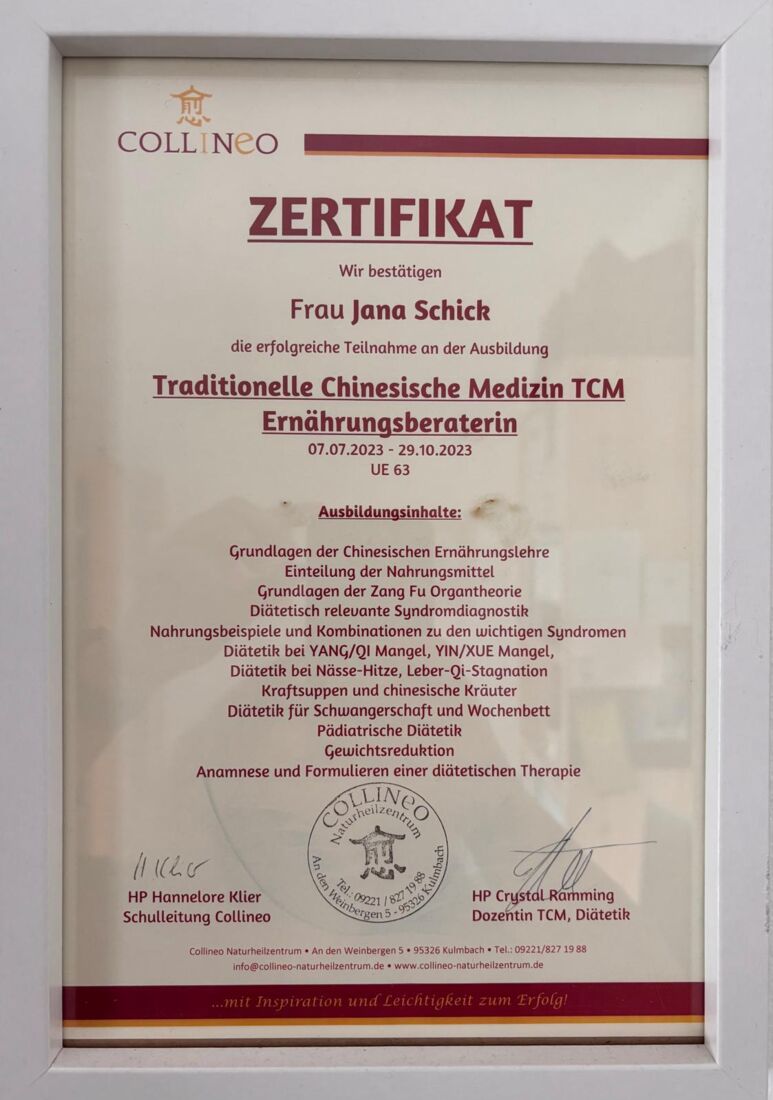 愈
COLLINeO
ZERTIFIKAT
Wir bestätigen
Frau Jana Schick
die erfolgreiche Teilnahme an der Ausbildung
Traditionelle Chinesische Medizin TCM
Ernährungsberaterin
07.07.2023 - 29.10.2023
UE 63
Ausbildungsinhalte:
Grundlagen der Chinesischen Ernährungslehre
Einteilung der Nahrungsmittel
Grundlagen der Zang Fu Organtheorie
Diätetisch relevante Syndromdiagnostik
Nahrungsbeispiele und Kombinationen zu den wichtigen Syndromen
Diätetik bei YANG/QI Mangel, YIN/XUE Mangel,
Diätetik bei Nässe-Hitze, Leber-Qi-Stagnation
Kraftsuppen und chinesische Kräuter
Diätetik für Schwangerschaft und Wochenbett
Pädiatrische Diätetik
Gewichtsreduktion
Anamnese und Formulieren einer diätetischen Therapie
COLLINeO
Naturheilzentrum
愈
Tel.: 09221 / 827 19 88
An den Weinbergen 5 - 95326 Kulmbach
H Klier
HP Hannelore Klier
Schulleitung Collineo
HP Crystal Ramming
Dozentin TCM, Diätetik
Collineo Naturheilzentrum • An den Weinbergen 5 • 95326 Kulmbach • Tel.: 09221/827 19 88
info@collineo-naturheilzentrum.de • www.collineo-naturheilzentrum.de
...mit Inspiration und Leichtigkeit zum Erfolg!